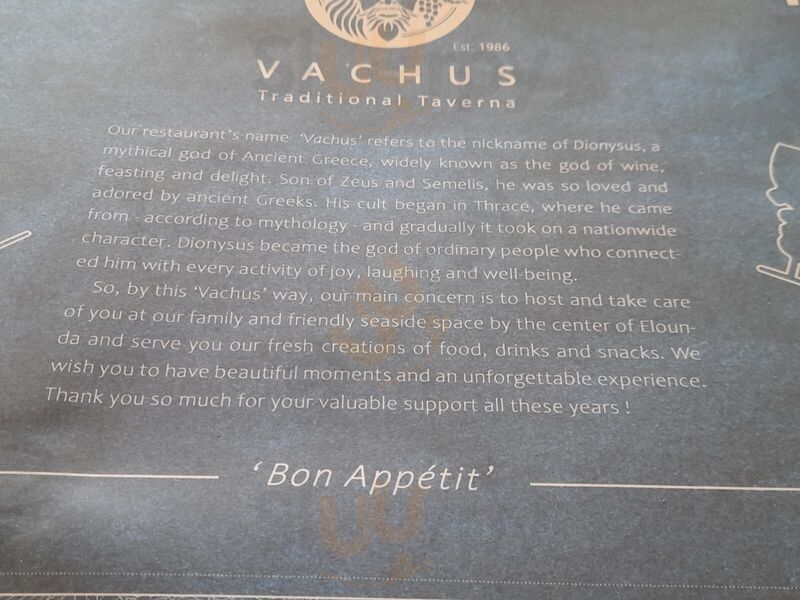 Est. 1986
VACHUS
Traditional Taverna
Our restaurant's name 'Vachus' refers to the nickname of Dionysus, a
mythical god of Ancient Greece, widely known as the god of wine,
feasting and delight. Son of Zeus and Semelis, he was so loved and
adored by ancient Greeks. His cult began in Thrace, where he came
from - according to mythology - and gradually it took on a nationwide
character. Dionysus became the god of ordinary people who connect-
ed him with every activity of joy, laughing and well-being.
So, by this 'Vachus' way, our main concern is to host and take care
of you at our family and friendly seaside space by the center of Eloun-
da and serve you our fresh creations of food, drinks and snacks. We
wish you to have beautiful moments and an unforgettable experience.
Thank you so much for your valuable support all these years !
'Bon Appétit'